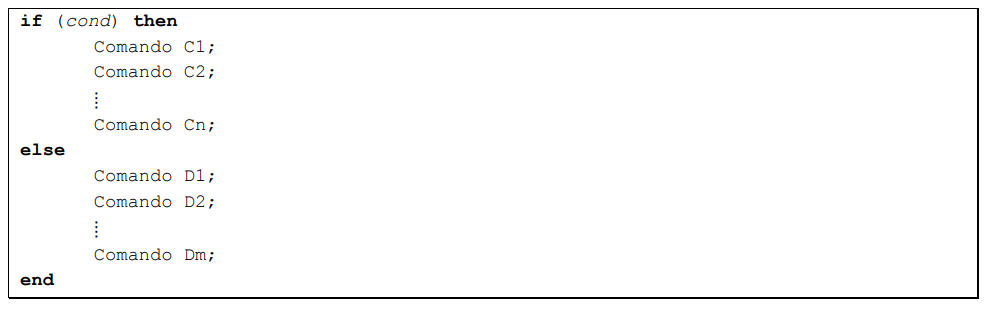 if (cond) then
Comando C1;
Comando C2;
⋮
Comando Cn;
else
Comando D1;
Comando D2;
⋮
Comando Dm;
end